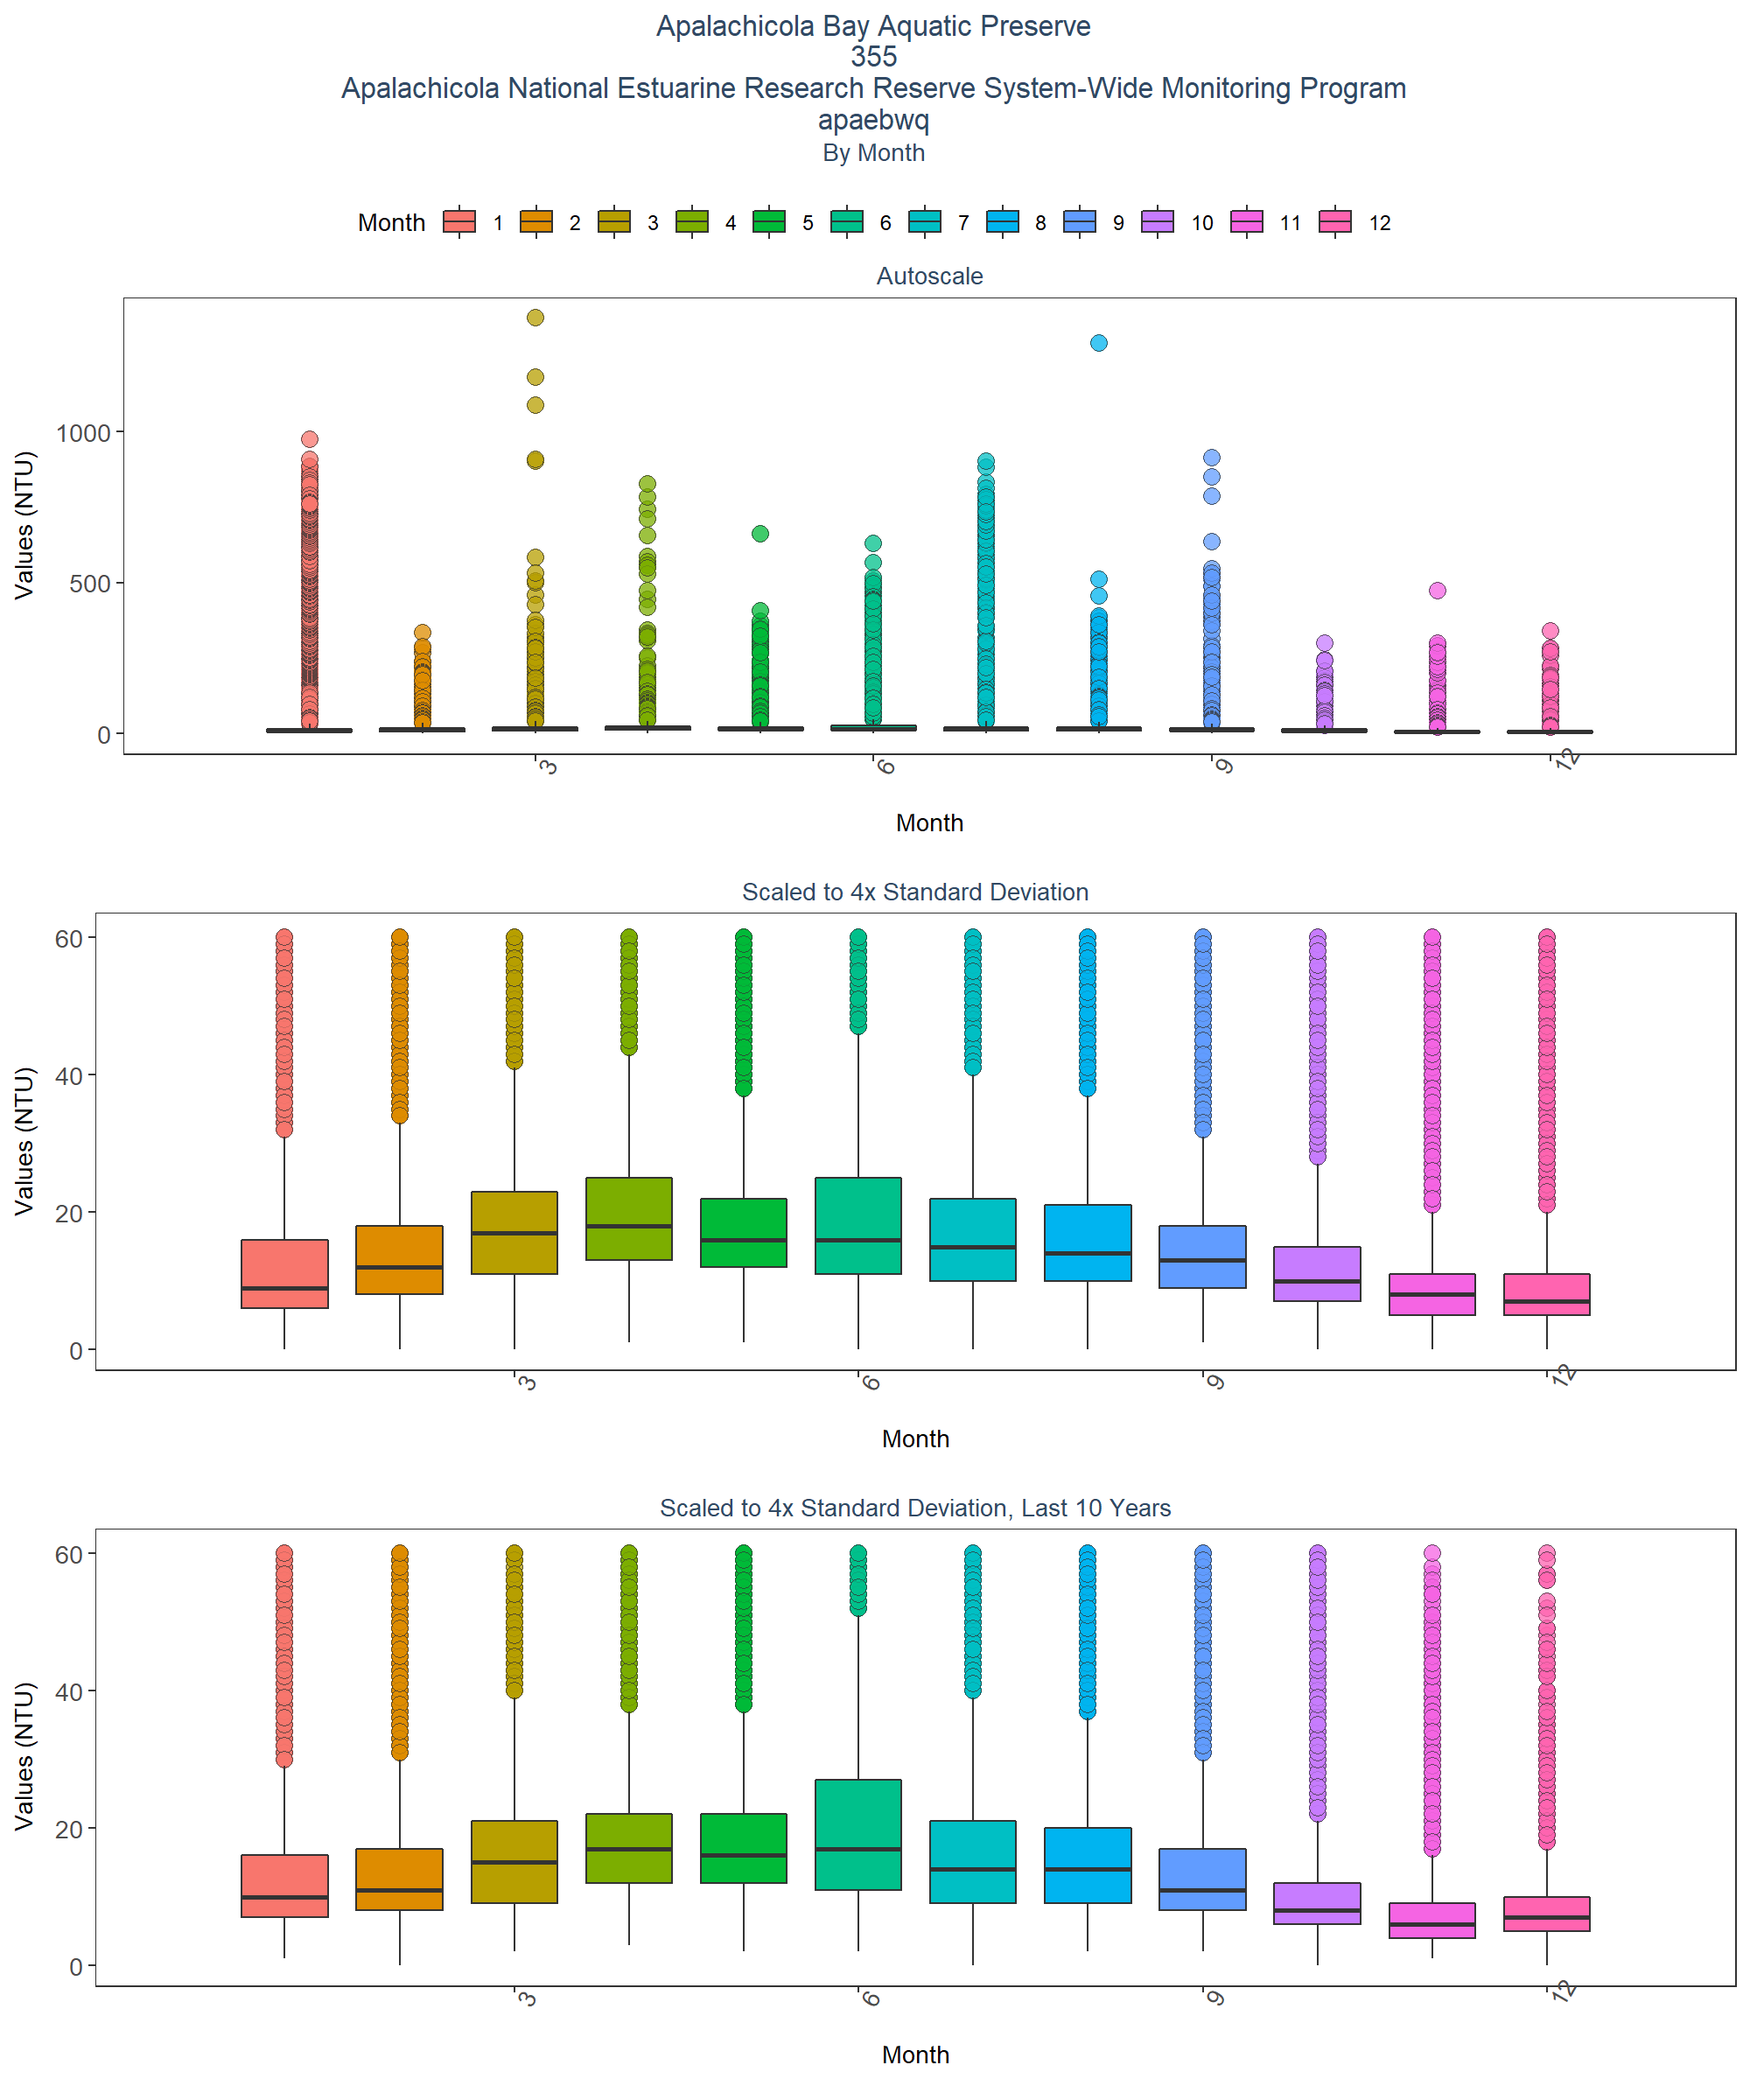 Apalachicola Bay Aquatic Preserve
355
Apalachicola National Estuarine Research Reserve System-Wide Monitoring Program
apaebwq
By Month
Month 1 2 3 4 5 6 7 8 9 10 11 12
Autoscale
Values (NTU)
1000
500
0
3 6 9 12
Month
Scaled to 4x Standard Deviation
Values (NTU)
60
40
20
0
3 6 9 12
Month
Scaled to 4x Standard Deviation, Last 10 Years
Values (NTU)
60
40
20
0
3 6 9 12
Month